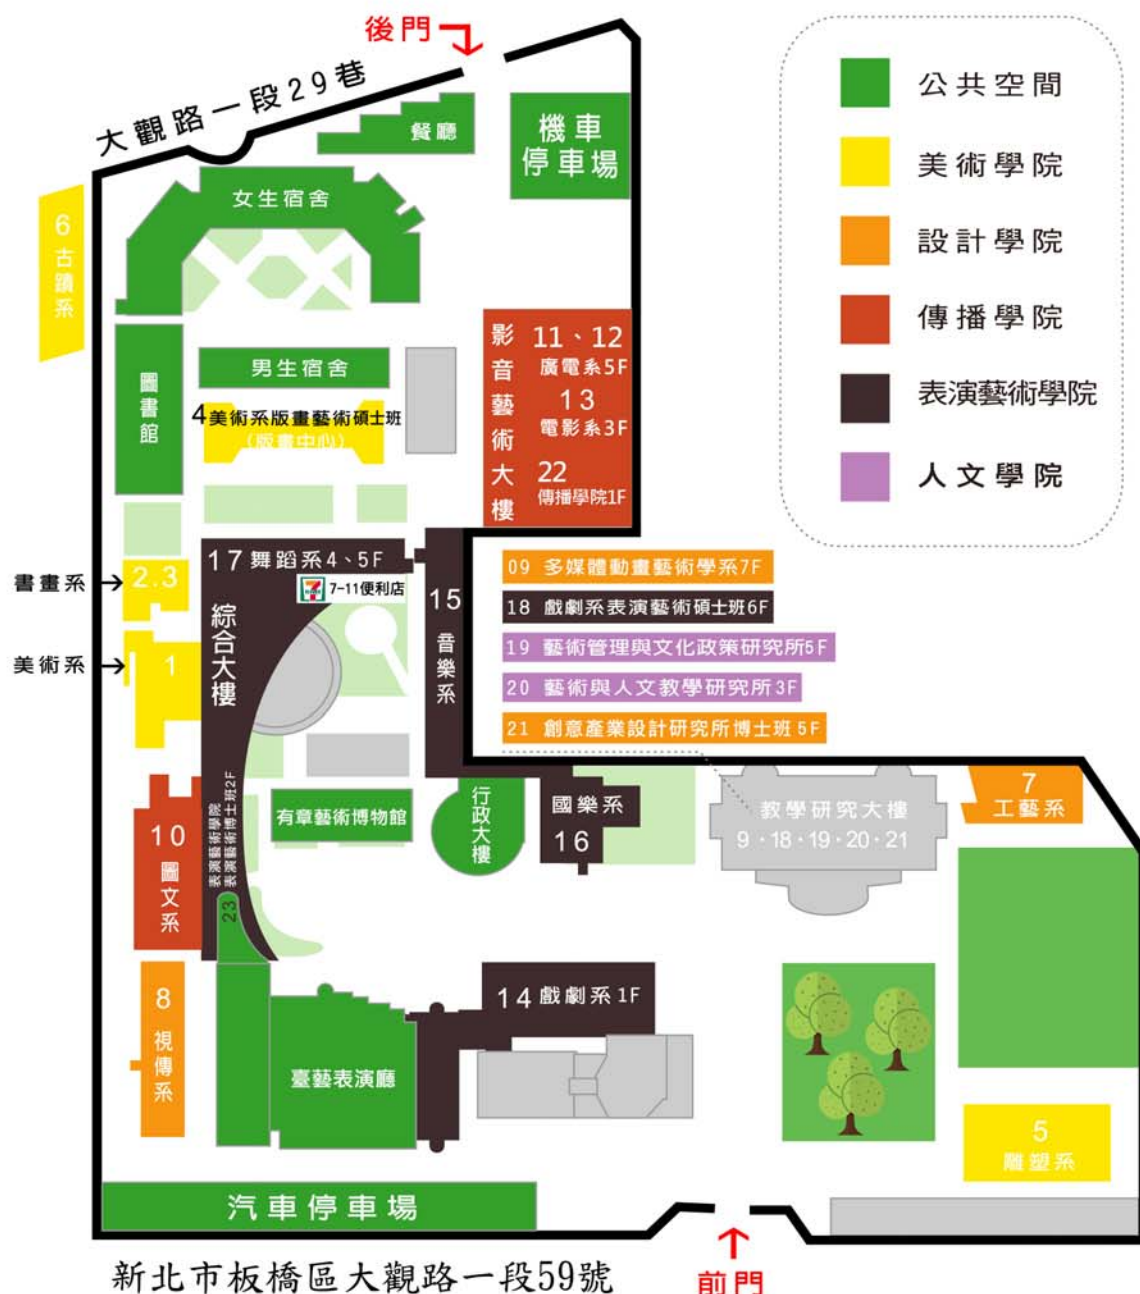 後門
大觀路一段29巷
餐廳
機車
停車場
女生宿舍
6
古蹟系
圖書館
男生宿舍
4美術系版畫藝術碩士班
(版畫中心)
影音藝術大樓
11、12
廣電系5F
13
電影系3F
22
傳播學院1F
公共空間
美術學院
設計學院
傳播學院
表演藝術學院
人文學院
書畫系
2.3
美術系
1
17 舞蹈系4、5F
7-ELEVEN
7-11便利店
綜合大樓
表演藝術學院
表演藝術博士班2F
23
15
音樂系
09 多媒體動畫藝術學系7F
18 戲劇系表演藝術碩士班6F
19 藝術管理與文化政策研究所5F
20 藝術與人文教學研究所3F
21 創意產業設計研究所博士班5F
10
圖文系
有章藝術博物館
行政大樓
國樂系
16
教學研究大樓
9·18·19·20·21
7
工藝系
8
視傳系
臺藝表演廳
14 戲劇系1F
5
雕塑系
汽車停車場
新北市板橋區大觀路一段59號
前門